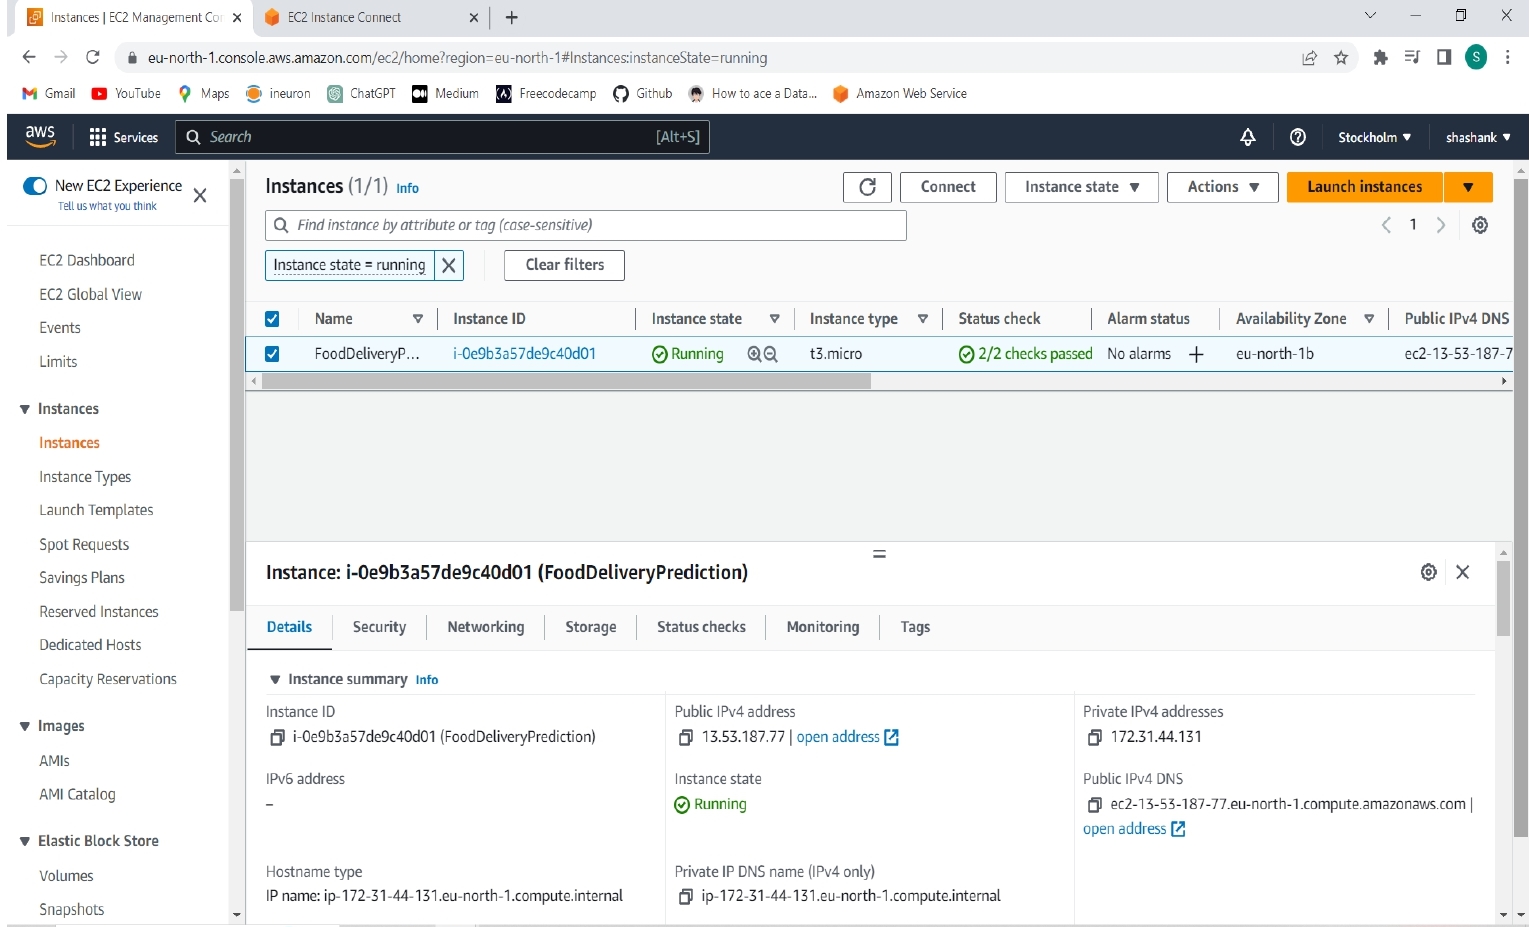 Instances | EC2 Management Co
EC2 Instance Connect
eu-north-1.console.aws.amazon.com/ec2/home?region=eu-north-1#Instances:instanceState=running
S
Gmail YouTube Maps ineuron ChatGPT Medium Freecodecamp Github How to ace a Data... Amazon Web Service
aws Services Search [Alt+S] Stockholm shashank
New EC2 Experience
Tell us what you think
EC2 Dashboard
EC2 Global View
Events
Limits
Instances
Instances
Instance Types
Launch Templates
Spot Requests
Savings Plans
Reserved Instances
Dedicated Hosts
Capacity Reservations
Images
AMIs
AMI Catalog
Elastic Block Store
Volumes
Snapshots
Instances (1/1) Info
Connect Instance state Actions Launch instances
Find instance by attribute or tag (case-sensitive)
1
Instance state = running Clear filters
Name Instance ID Instance state Instance type Status check Alarm status Availability Zone Public IPv4 DNS
FoodDeliveryP... i-0e9b3a57de9c40d01 Running t3.micro 2/2 checks passed No alarms + eu-north-1b ec2-13-53-187-7
Instance: i-0e9b3a57de9c40d01 (FoodDeliveryPrediction)
Details Security Networking Storage Status checks Monitoring Tags
Instance summary Info
Instance ID
i-0e9b3a57de9c40d01 (FoodDeliveryPrediction)
Public IPv4 address
13.53.187.77 | open address
Private IPv4 addresses
172.31.44.131
IPv6 address
–
Instance state
Running
Public IPv4 DNS
ec2-13-53-187-77.eu-north-1.compute.amazonaws.com |
open address
Hostname type
IP name: ip-172-31-44-131.eu-north-1.compute.internal
Private IP DNS name (IPv4 only)
ip-172-31-44-131.eu-north-1.compute.internal